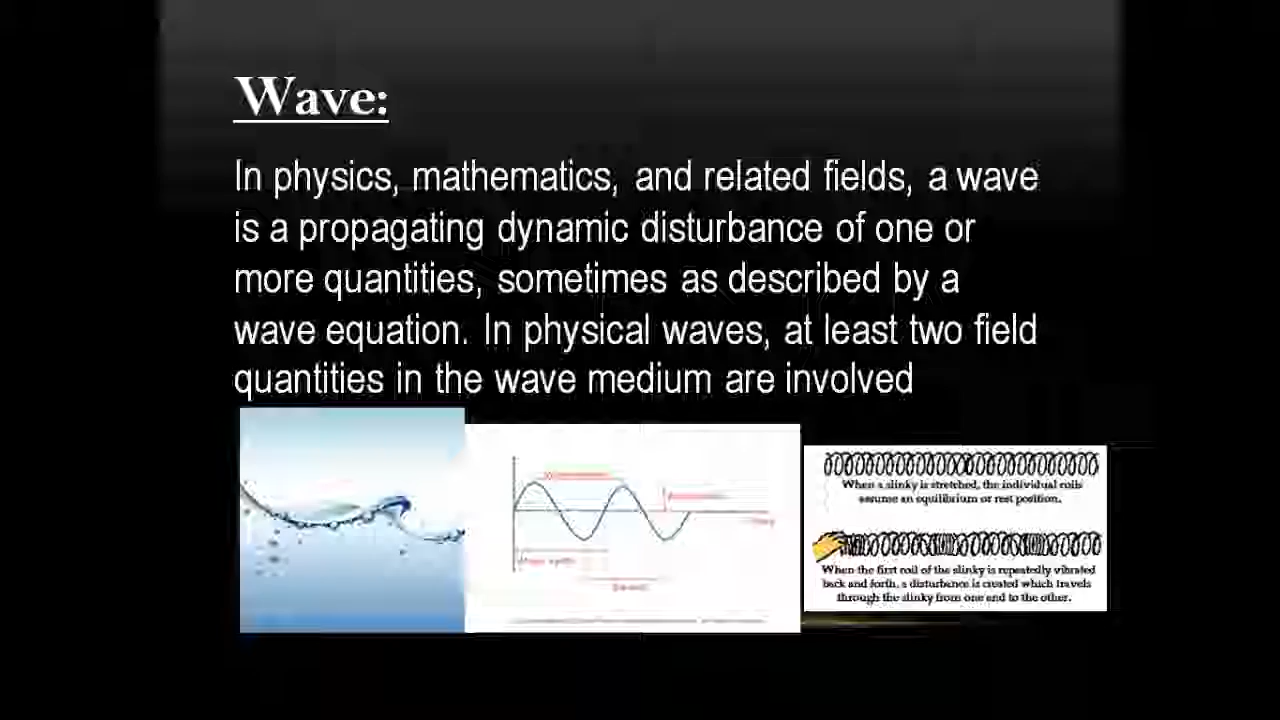 Wave:
In physics, mathematics, and related fields, a wave
is a propagating dynamic disturbance of one or
more quantities, sometimes as described by a
wave equation. In physical waves, at least two field
quantities in the wave medium are involved
When a slinky is stretched, the individual coils
assume an equilibrium or rest position.
When the first coil of the slinky is repeatedly vibrated
back and forth, a disturbance is created which travels
through the slinky from one end to the other.